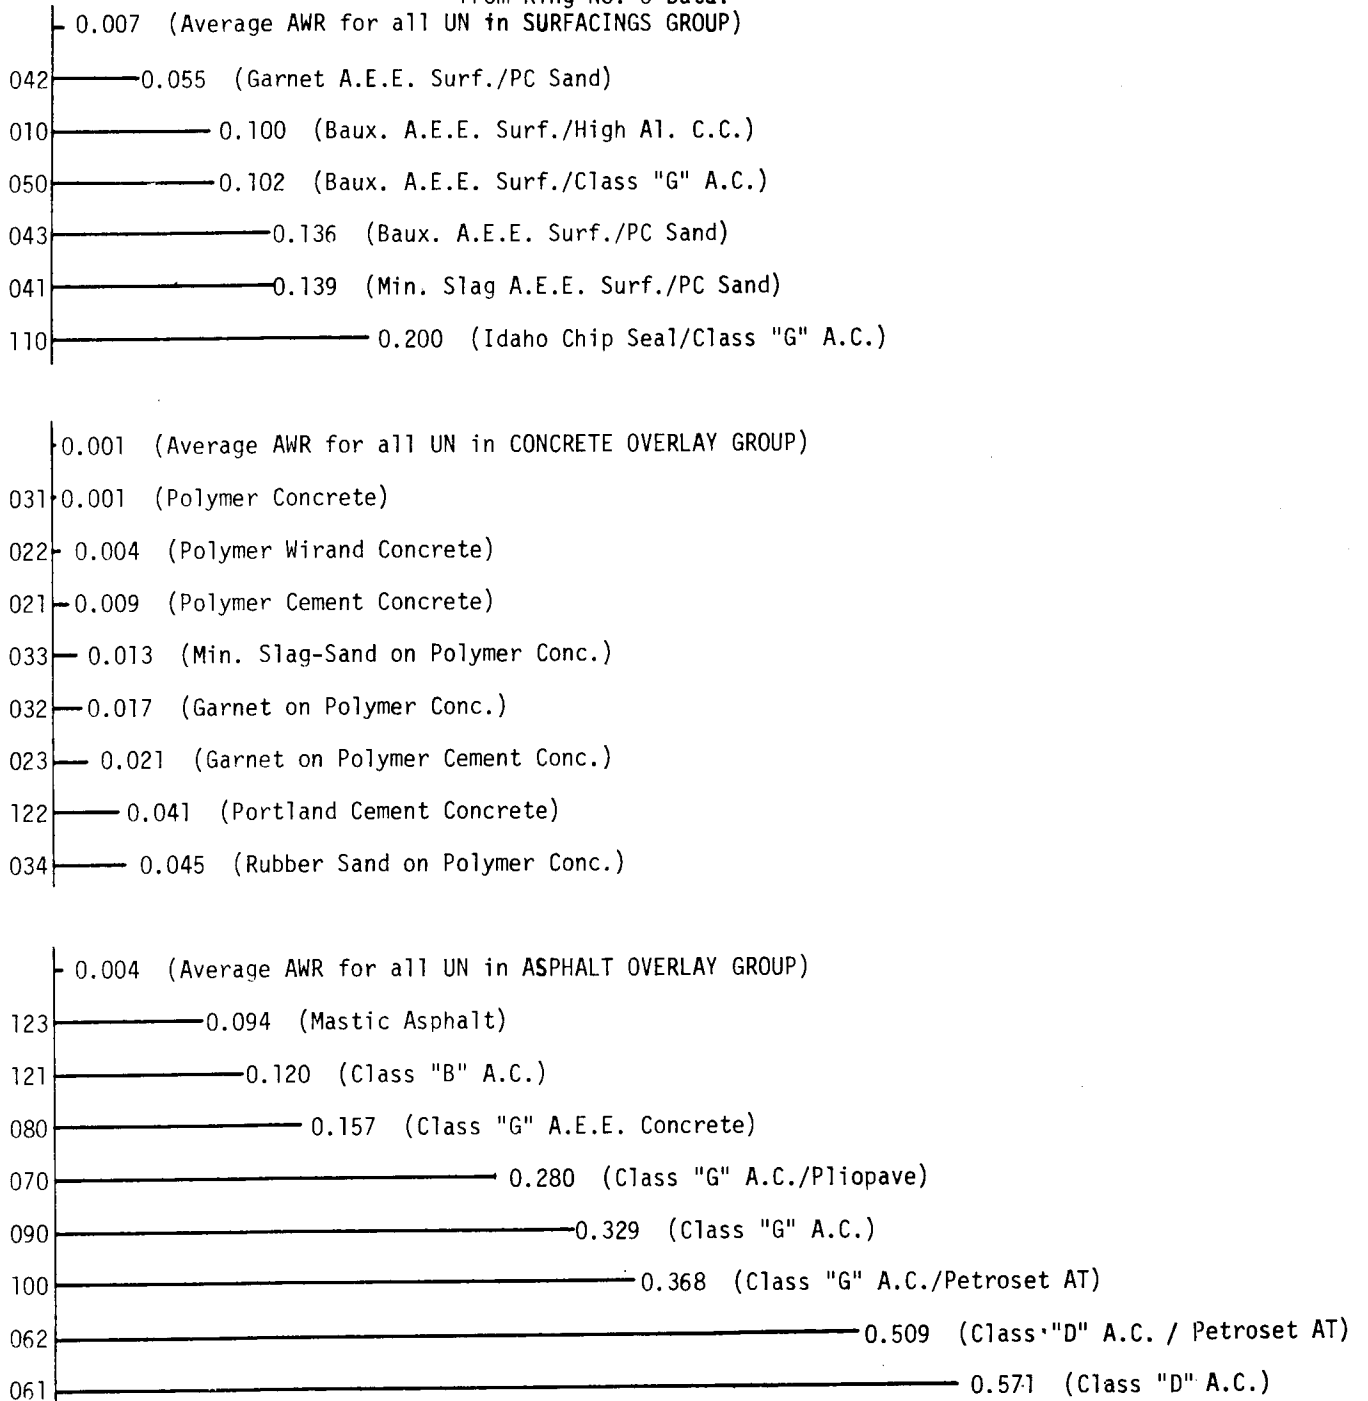 0.007 (Average AWR for all UN in SURFACINGS GROUP)
042 0.055 (Garnet A.E.E. Surf./PC Sand)
010 0.100 (Baux. A.E.E. Surf./High Al. C.C.)
050 0.102 (Baux. A.E.E. Surf./Class "G" A.C.)
043 0.136 (Baux. A.E.E. Surf./PC Sand)
041 0.139 (Min. Slag A.E.E. Surf./PC Sand)
110 0.200 (Idaho Chip Seal/Class "G" A.C.)
0.001 (Average AWR for all UN in CONCRETE OVERLAY GROUP)
031 0.001 (Polymer Concrete)
022 0.004 (Polymer Wirand Concrete)
021 0.009 (Polymer Cement Concrete)
033 0.013 (Min. Slag-Sand on Polymer Conc.)
032 0.017 (Garnet on Polymer Conc.)
023 0.021 (Garnet on Polymer Cement Conc.)
122 0.041 (Portland Cement Concrete)
034 0.045 (Rubber Sand on Polymer Conc.)
0.004 (Average AWR for all UN in ASPHALT OVERLAY GROUP)
123 0.094 (Mastic Asphalt)
121 0.120 (Class "B" A.C.)
080 0.157 (Class "G" A.E.E. Concrete)
070 0.280 (Class "G" A.C./Pliopave)
090 0.329 (Class "G" A.C.)
100 0.368 (Class "G" A.C./Petroset AT)
062 0.509 (Class "D" A.C. / Petroset AT)
061 0.571 (Class "D" A.C.)